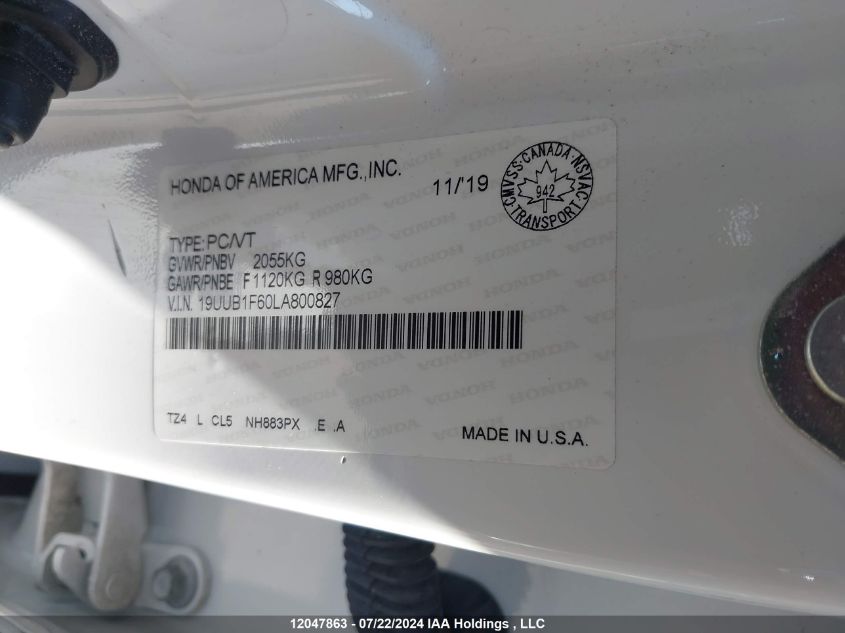 HONDA OF AMERICA MFG.,INC.
11/'19
CMVSS·CANADA·NSVAC
942
TRANSPORT
TYPE: PC/VT
GVWR/PNBV 2055KG
GAWR/PNBE F1120KG R 980KG
V.I.N. 19UUB1F60LA800827
TZ4 L CL5 NH883PX .E .A
MADE IN U.S.A.
12047863 - 07/22/2024 IAA Holdings , LLC